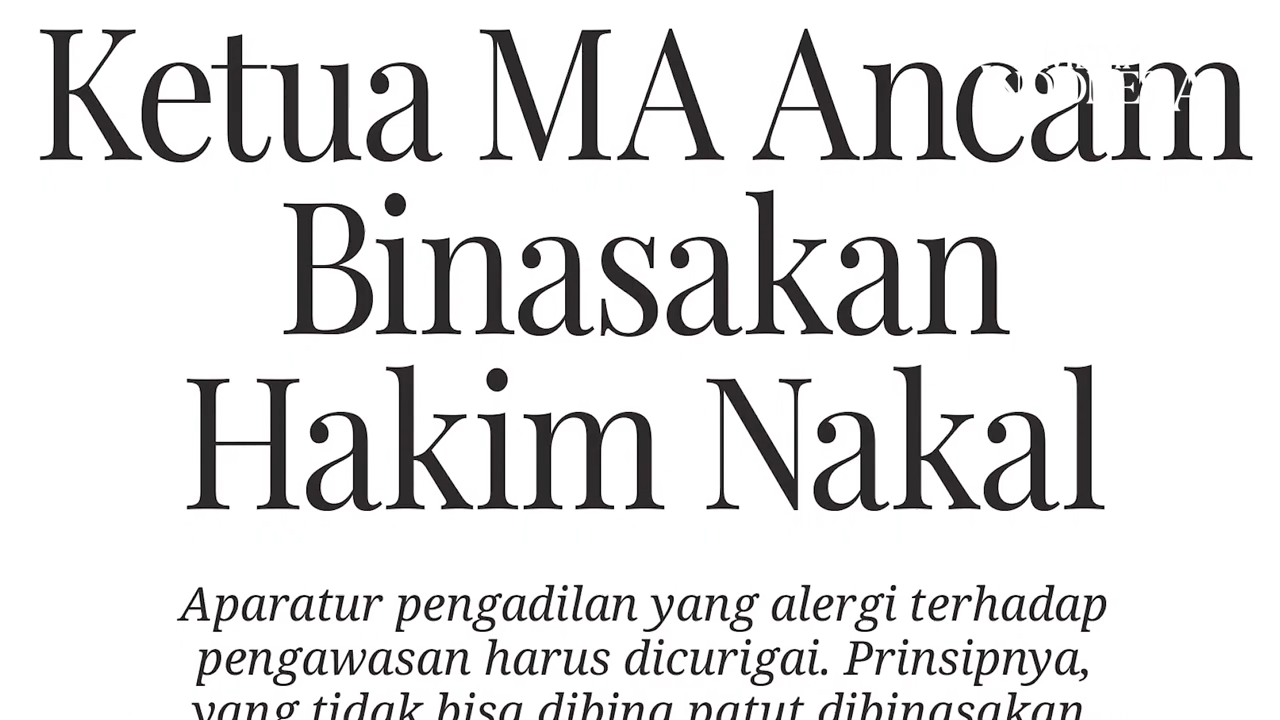 Ketua MA Ancam
Binasakan
Hakim Nakal
Aparatur pengadilan yang alergi terhadap
pengawasan harus dicurigai. Prinsipnya,
yang tidak bisa dibina patut dibinasakan.